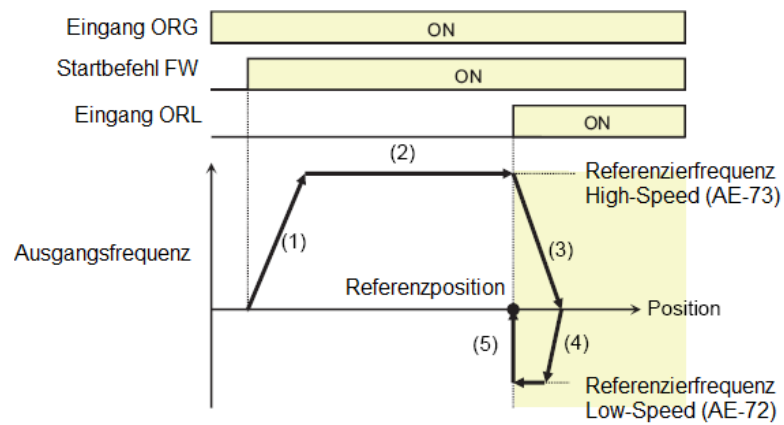 Eingang ORG
ON
Startbefehl FW
ON
Eingang ORL
ON
(2)
Referenzierfrequenz
High-Speed (AE-73)
(1)
(3)
Ausgangsfrequenz
Referenzposition
Position
(5)
(4)
Referenzierfrequenz
Low-Speed (AE-72)